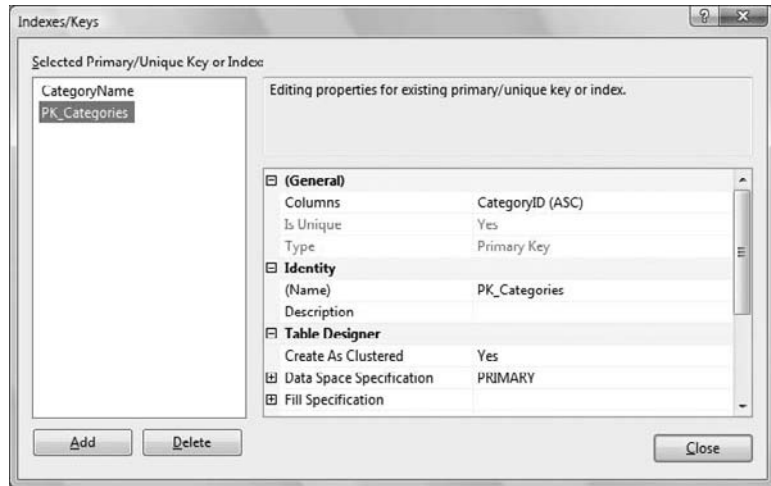 Indexes/Keys
Selected Primary/Unique Key or Index:
CategoryName
PK_Categories
Editing properties for existing primary/unique key or index.
(General)
Columns CategoryID (ASC)
Is Unique Yes
Type Primary Key
Identity
(Name) PK_Categories
Description
Table Designer
Create As Clustered Yes
Data Space Specification PRIMARY
Fill Specification
Add Delete
Close